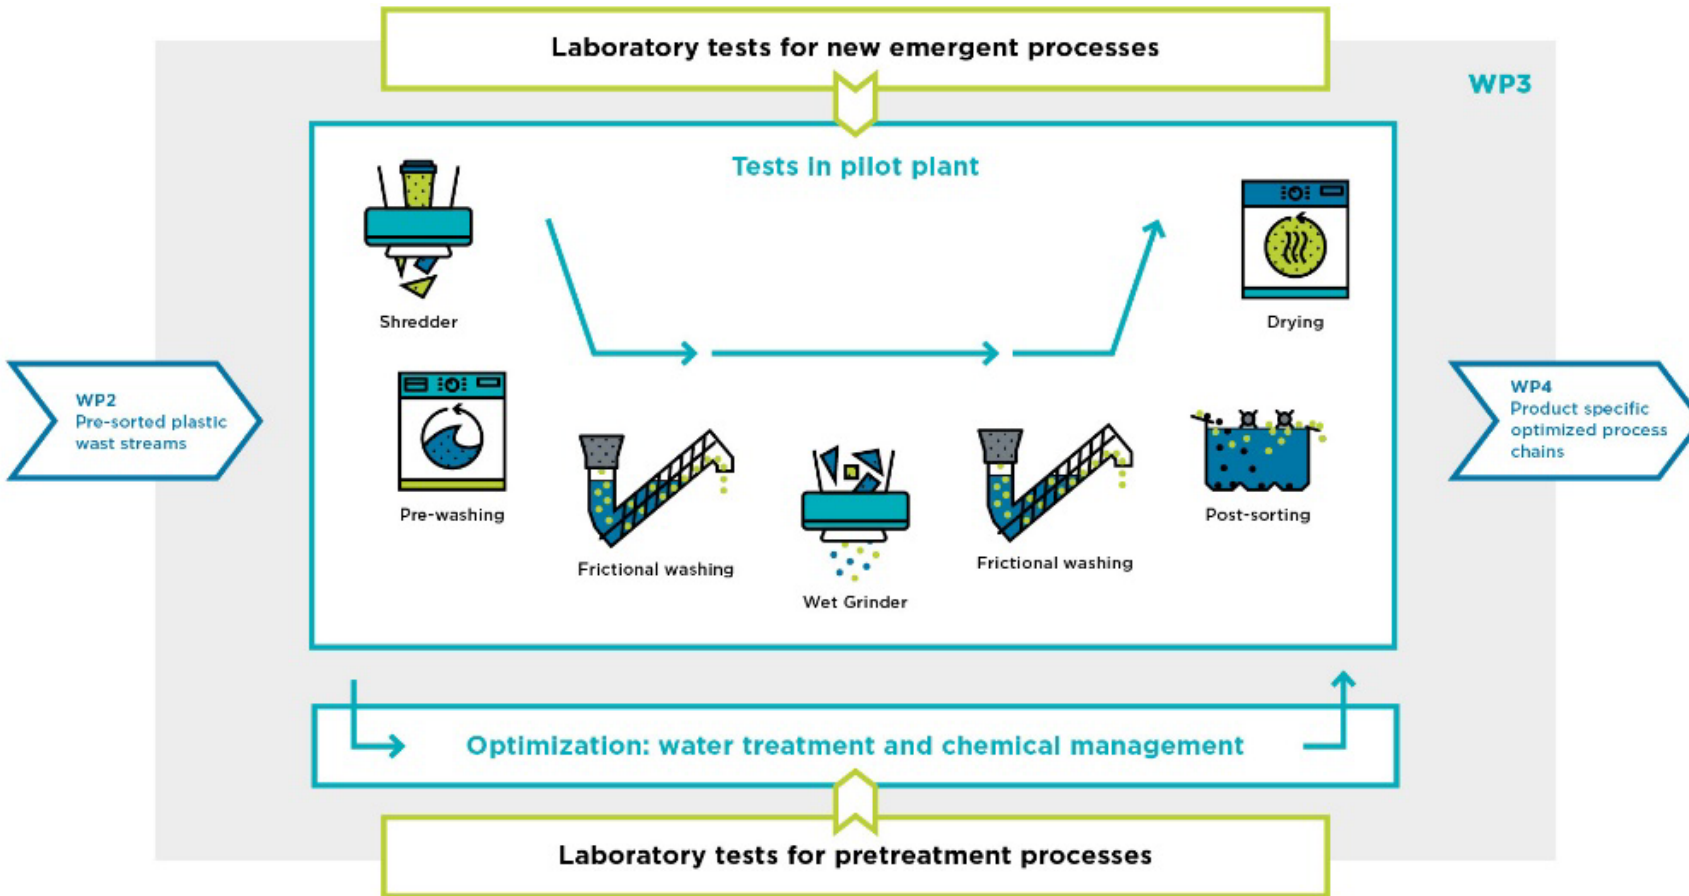 Laboratory tests for new emergent processes
WP3
Tests in pilot plant
Shredder
Drying
WP2
Pre-sorted plastic
wast streams
WP4
Product specific
optimized process
chains
Pre-washing
Frictional washing
Wet Grinder
Frictional washing
Post-sorting
Optimization: water treatment and chemical management
Laboratory tests for pretreatment processes